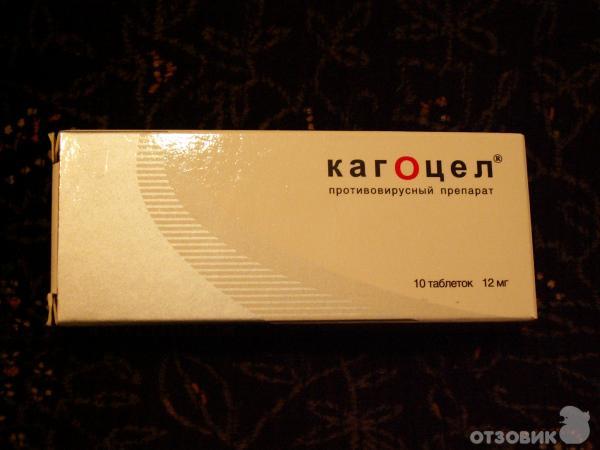 кагоцел®
противовирусный препарат
10 таблеток 12 мг
ОТЗОВИК